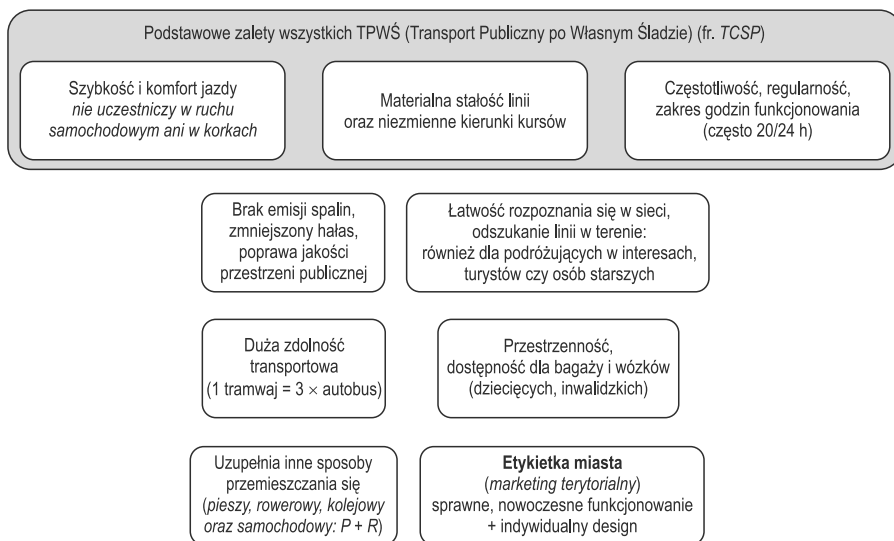 Podstawowe zalety wszystkich TPWŚ (Transport Publiczny po Własnym Śladzie) (fr. TCSP)
Szybkość i komfort jazdy
nie uczestniczy w ruchu
samochodowym ani w korkach
Materialna stałość linii
oraz niezmienne kierunki kursów
Częstotliwość, regularność,
zakres godzin funkcjonowania
(często 20/24 h)
Brak emisji spalin,
zmniejszony hałas,
poprawa jakości
przestrzeni publicznej
Łatwość rozpoznania się w sieci,
odszukanie linii w terenie:
również dla podróżujących w interesach,
turystów czy osób starszych
Duża zdolność
transportowa
(1 tramwaj = 3 × autobus)
Przestrzenność,
dostępność dla bagaży i wózków
(dziecięcych, inwalidzkich)
Uzupełnia inne sposoby
przemieszczania się
(pieszy, rowerowy, kolejowy
oraz samochodowy: P + R)
Etykietka miasta
(marketing terytorialny)
sprawne, nowoczesne funkcjonowanie
+ indywidualny design